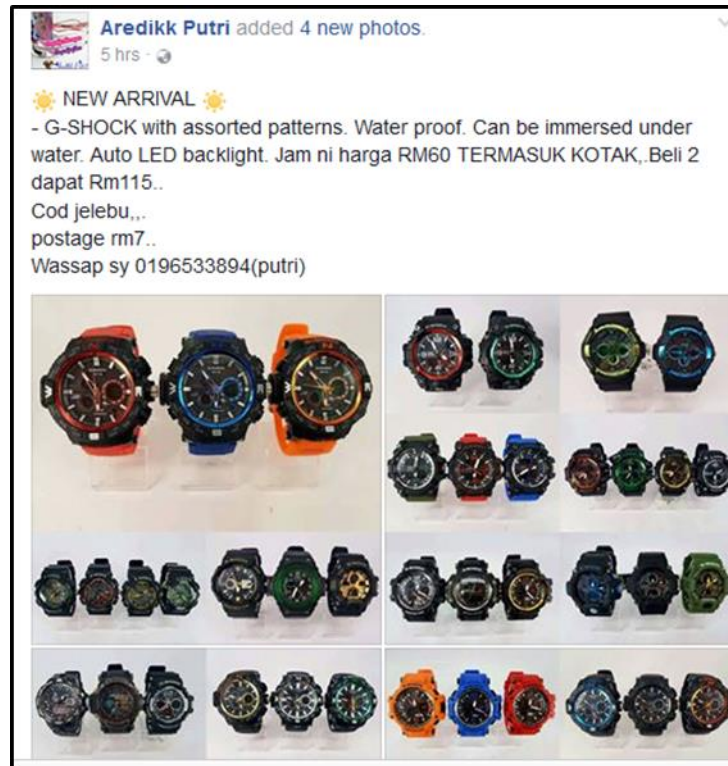 Aredikk Putri added 4 new photos.
5 hrs ·
NEW ARRIVAL
- G-SHOCK with assorted patterns. Water proof. Can be immersed under
water. Auto LED backlight. Jam ni harga RM60 TERMASUK KOTAK,.Beli 2
dapat Rm115..
Cod jelebu,,.
postage rm7..
Wassap sy 0196533894(putri)